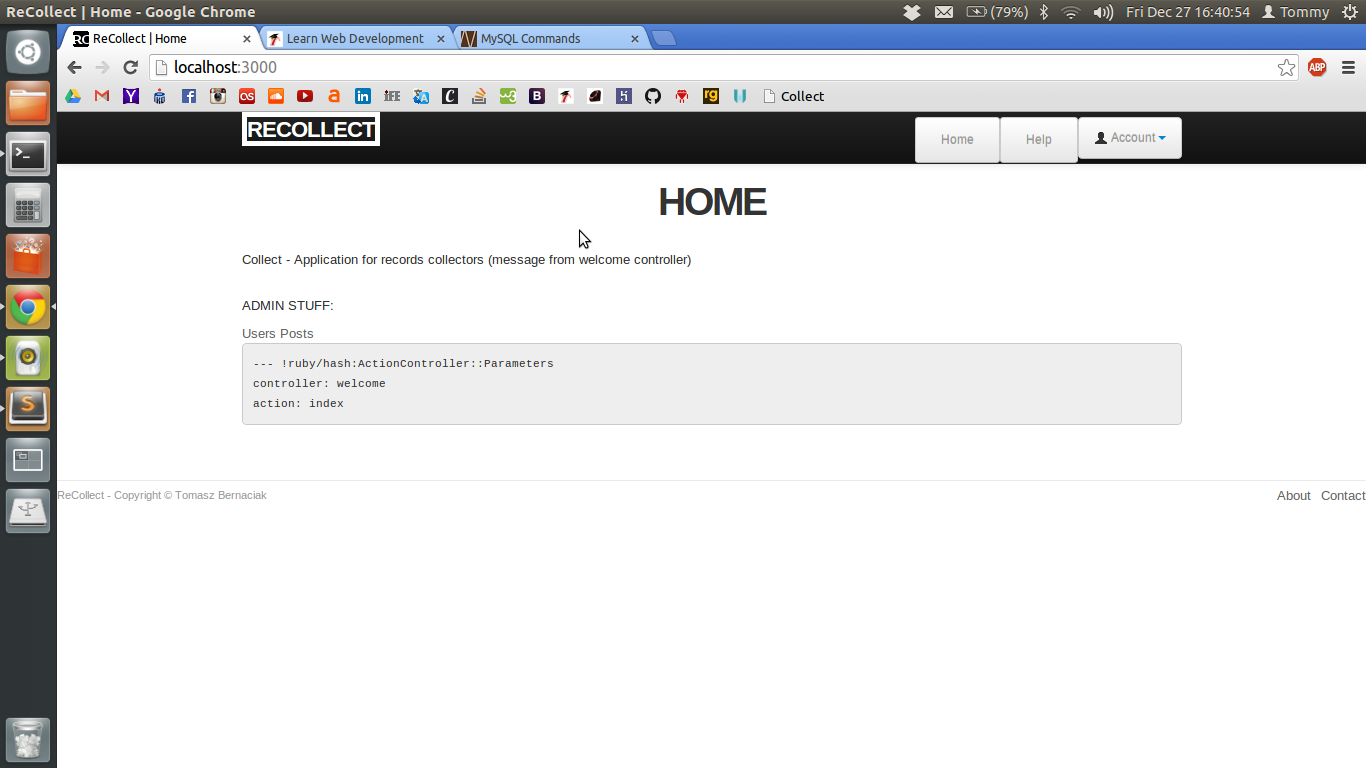 ReCollect | Home - Google Chrome
(79%) Fri Dec 27 16:40:54 Tommy
RC ReCollect | Home
Learn Web Development
MySQL Commands
localhost:3000
ABP
Collect
RECOLLECT
Home
Help
Account
HOME
Collect - Application for records collectors (message from welcome controller)
ADMIN STUFF:
Users Posts
--- !ruby/hash:ActionController::Parameters
controller: welcome
action: index
ReCollect - Copyright © Tomasz Bernaciak
About Contact